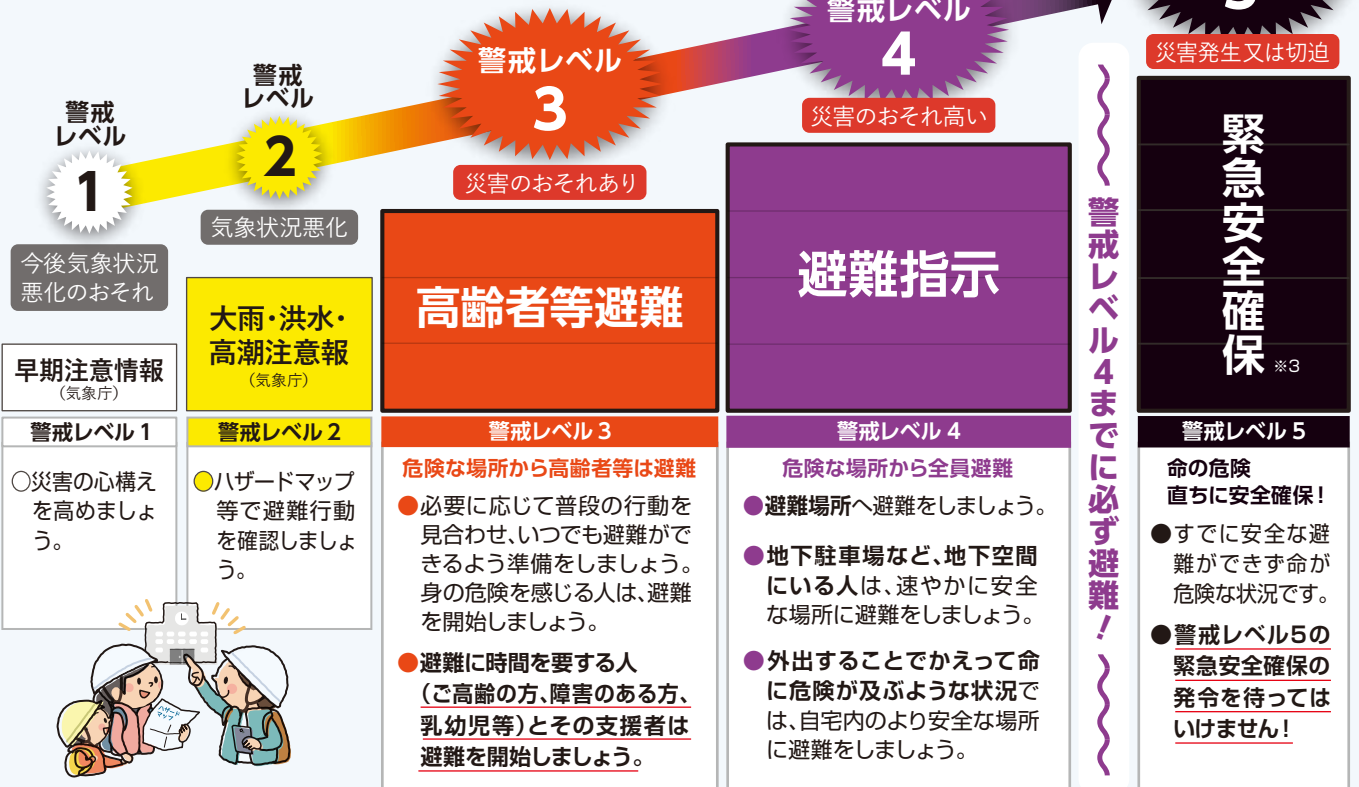 警戒
レベル
1
今後気象状況
悪化のおそれ
早期注意情報
(気象庁)
警戒レベル 1
○災害の心構え
を高めましょ
う。
警戒
レベル
2
気象状況悪化
大雨・洪水・
高潮注意報
(気象庁)
警戒レベル 2
●ハザードマップ
等で避難行動
を確認しましょ
う。
ハザード
マップ
警戒レベル
3
災害のおそれあり
高齢者等避難
警戒レベル 3
危険な場所から高齢者等は避難
●必要に応じて普段の行動を
見合わせ、いつでも避難がで
きるよう準備をしましょう。
身の危険を感じる人は、避難
を開始しましょう。
●避難に時間を要する人
(ご高齢の方、障害のある方、
乳幼児等)とその支援者は
避難を開始しましょう。
警戒レベル
4
災害のおそれ高い
避難指示
警戒レベル 4
危険な場所から全員避難
●避難場所へ避難をしましょう。
●地下駐車場など、地下空間
にいる人は、速やかに安全
な場所に避難をしましょう。
●外出することでかえって命
に危険が及ぶような状況で
は、自宅内のより安全な場所
に避難をしましょう。
警戒レベル4までに必ず避難!
5
災害発生又は切迫
緊急安全確保 ※3
警戒レベル 5
命の危険
直ちに安全確保!
●すでに安全な避
難ができず命が
危険な状況です。
●警戒レベル5の
緊急安全確保の
発令を待っては
いけません!